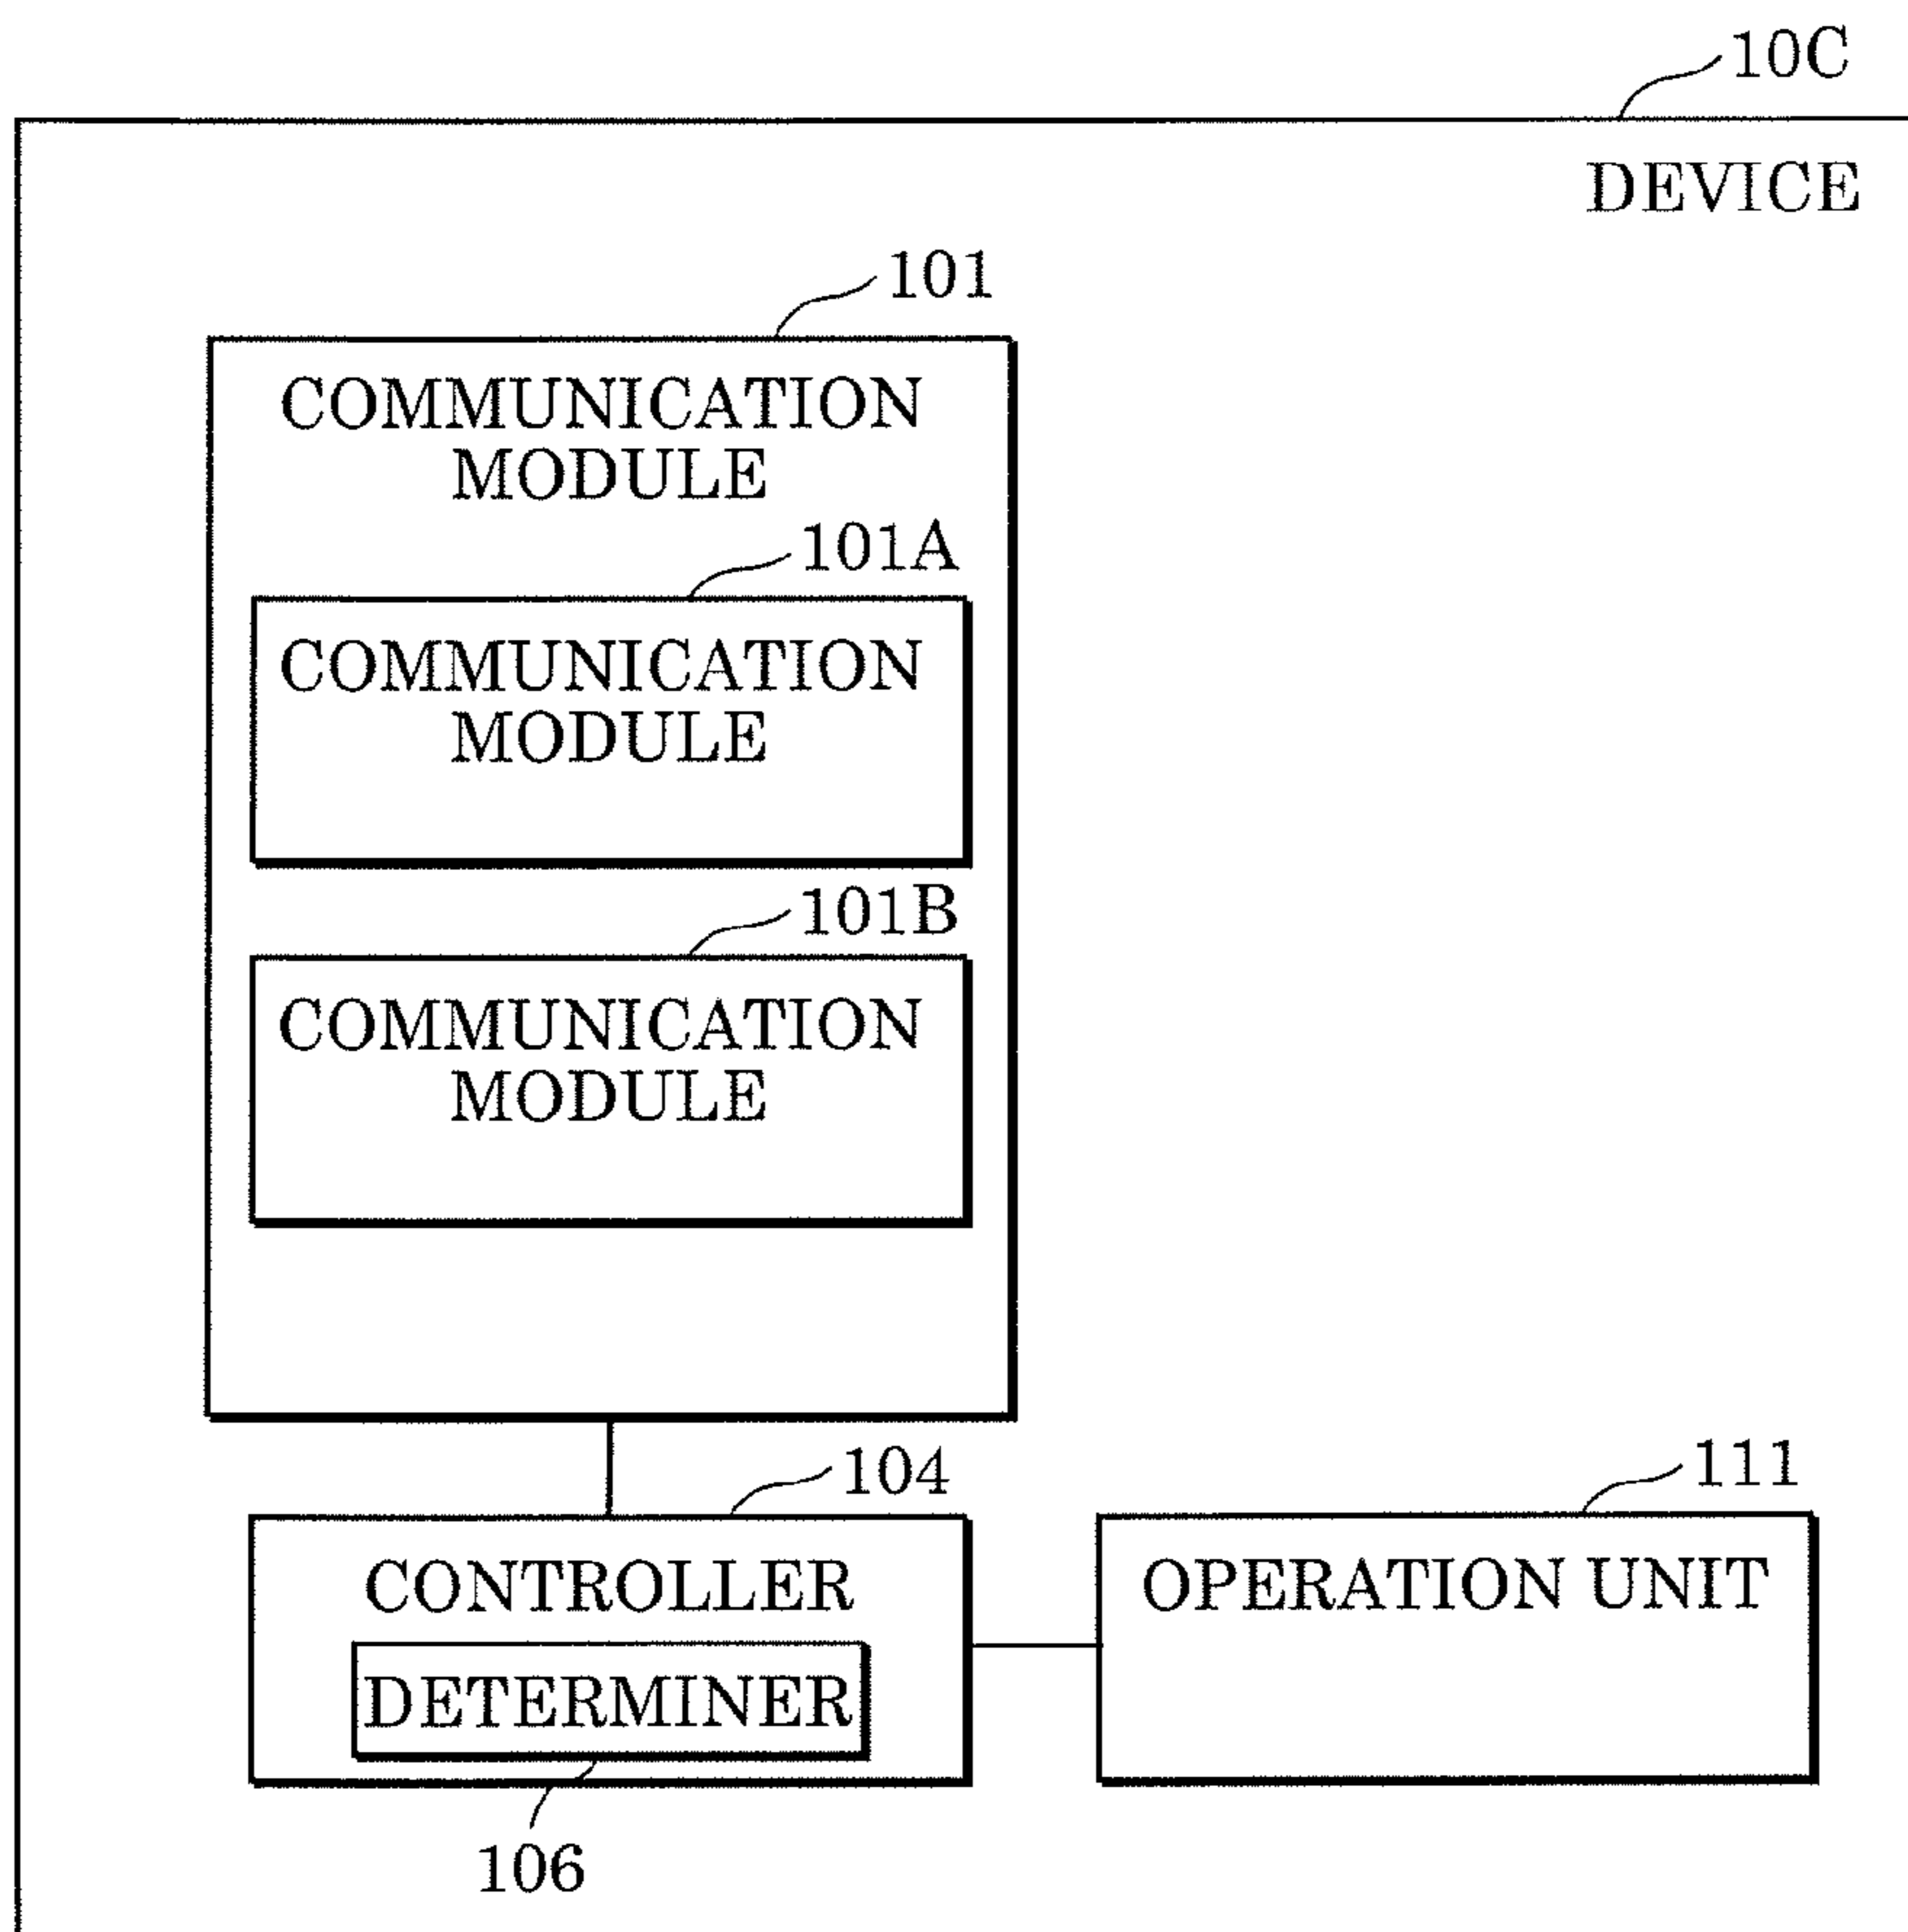 10C
DEVICE
101
COMMUNICATION
MODULE
101A
COMMUNICATION
MODULE
101B
COMMUNICATION
MODULE
104
CONTROLLER
DETERMINER
106
111
OPERATION UNIT